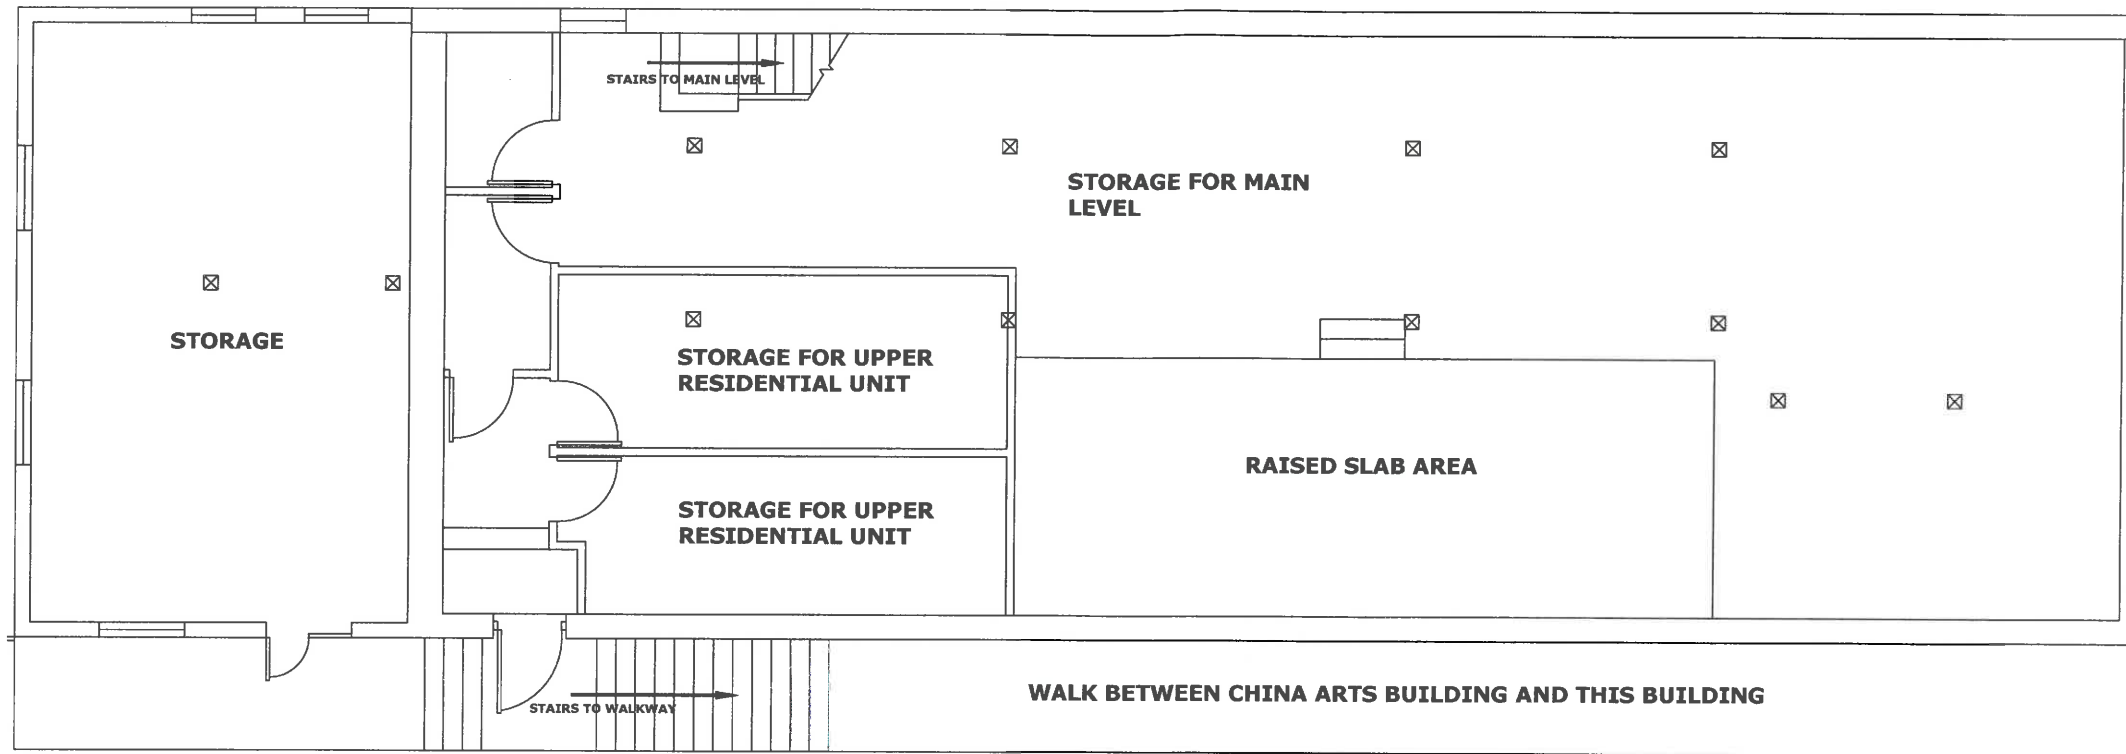 STAIRS TO MAIN LEVEL
STORAGE FOR MAIN
LEVEL
STORAGE
STORAGE FOR UPPER
RESIDENTIAL UNIT
RAISED SLAB AREA
STORAGE FOR UPPER
RESIDENTIAL UNIT
WALK BETWEEN CHINA ARTS BUILDING AND THIS BUILDING
STAIRS TO WALKWAY